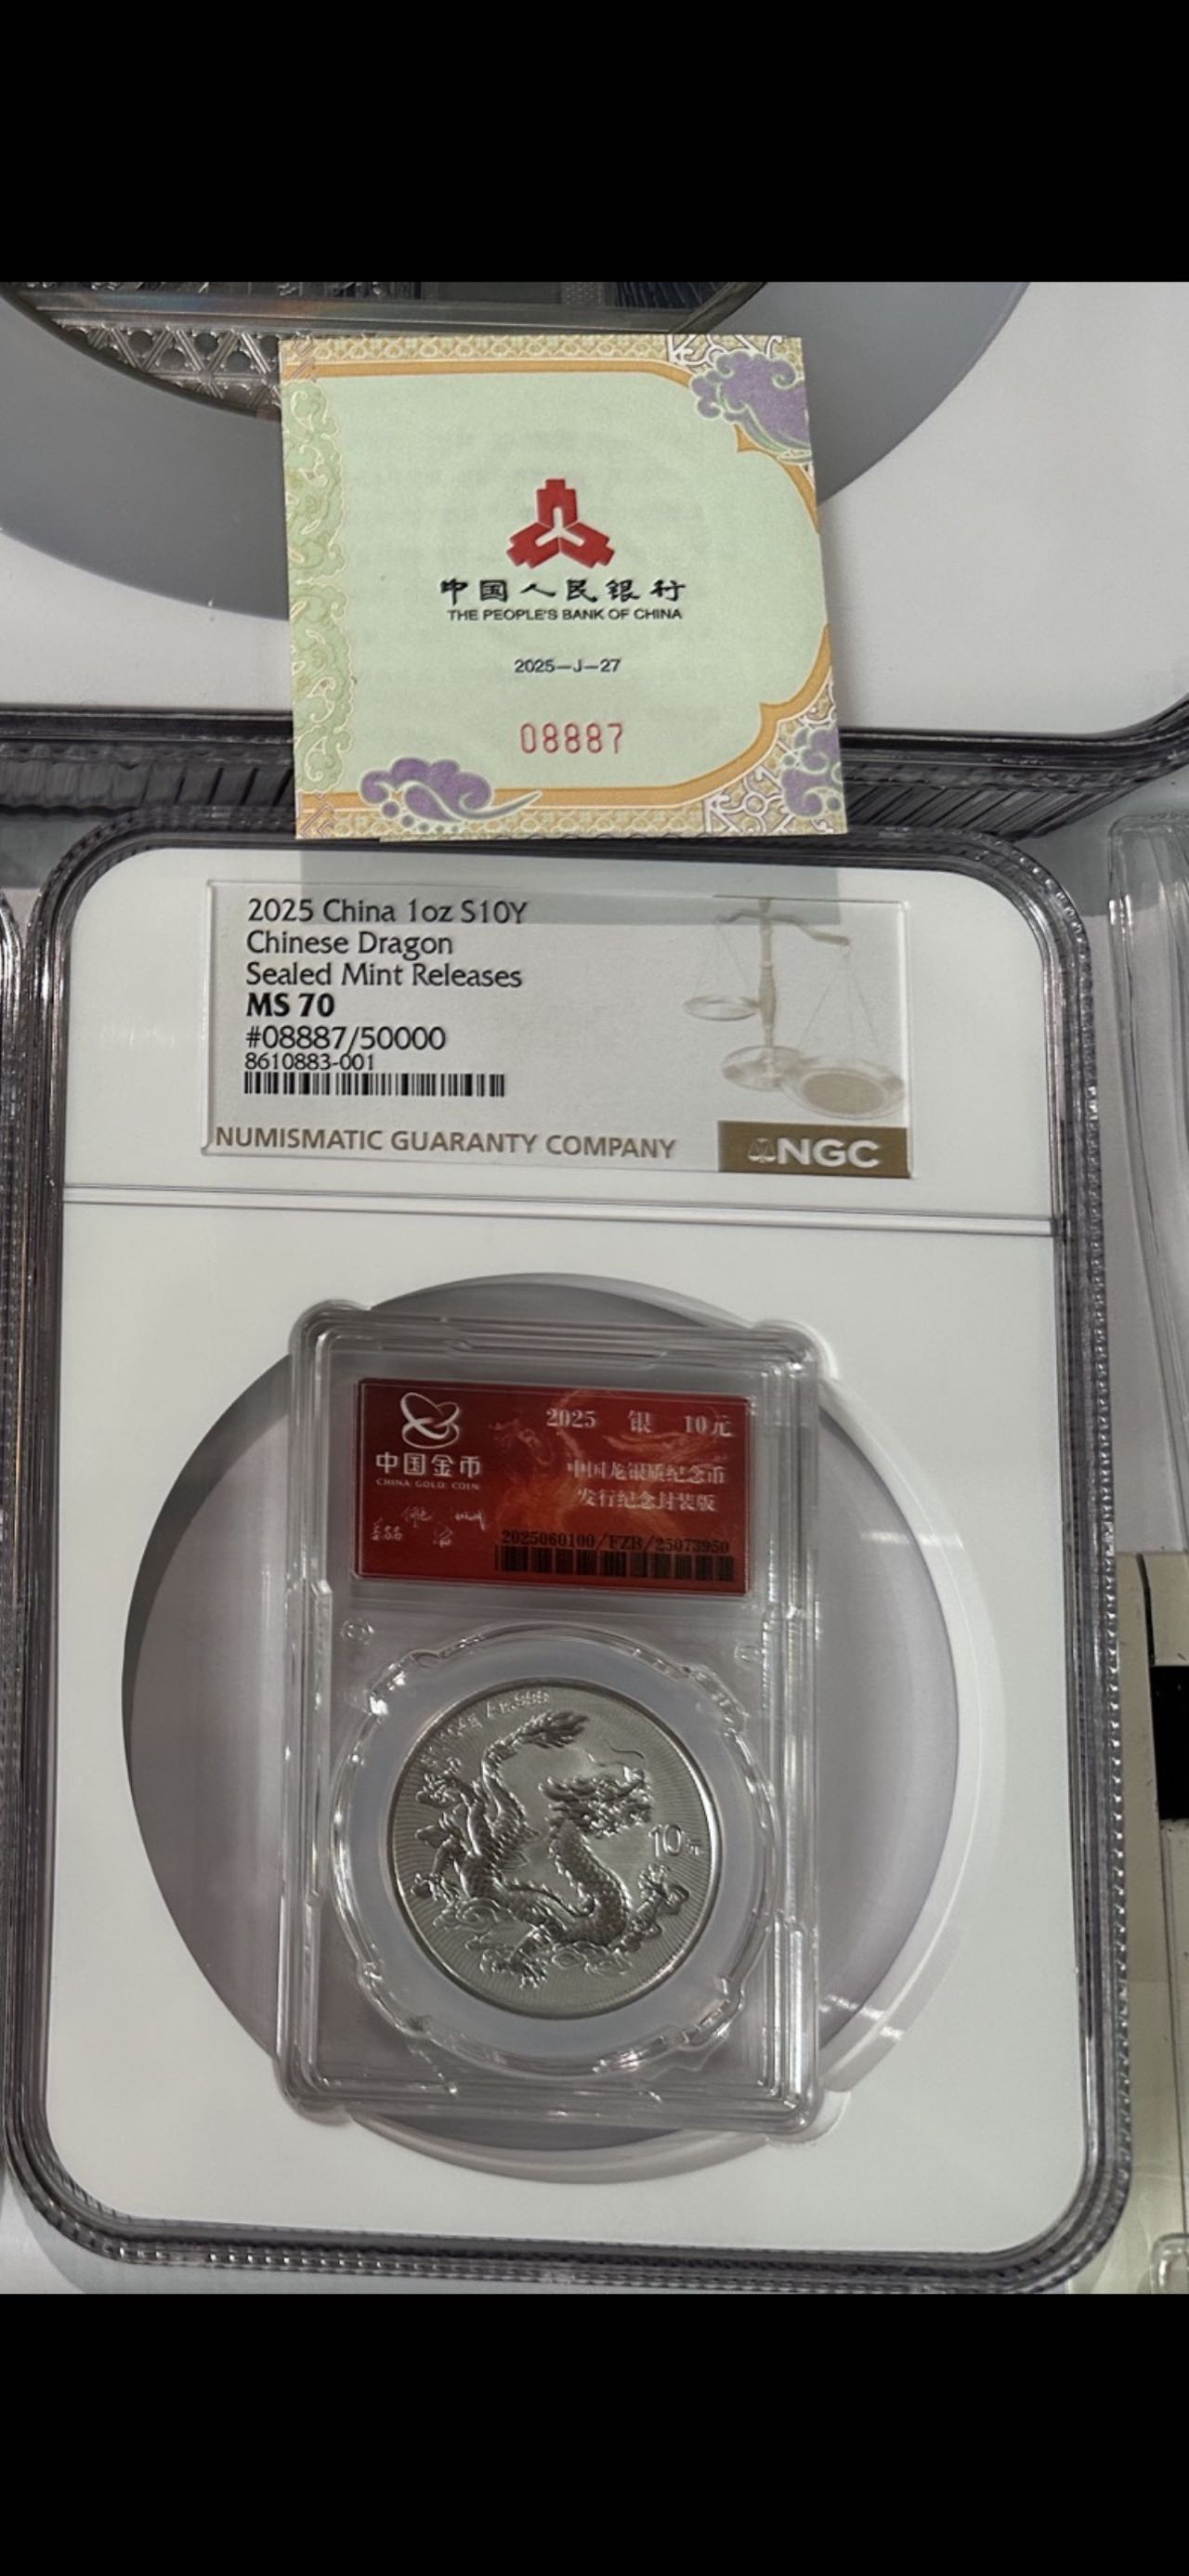 中国人民银行
THE PEOPLE'S BANK OF CHINA
2025—J—27
08887
2025 China 1oz S10Y
Chinese Dragon
Sealed Mint Releases
MS 70
#08887/50000
8610883-001
NUMISMATIC GUARANTY COMPANY
NGC
2025 银 10元
中国金币
CHINA GOLD COIN
中国龙银质纪念币
发行纪念封装版
2025060100/FZB/25073950
10元